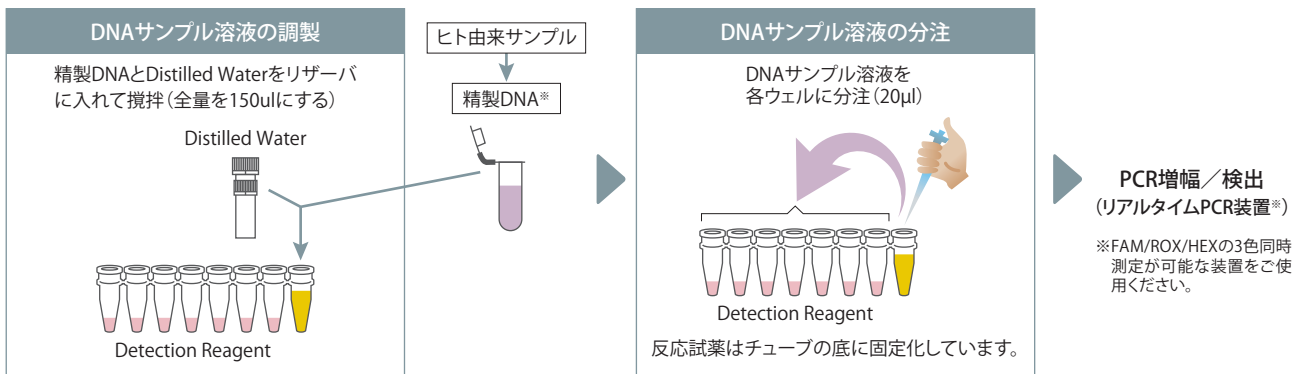 DNAサンプル溶液の調製
精製DNAとDistilled Waterをリザーバ
に入れて撹拌（全量を150ulにする）
Distilled Water
Detection Reagent
ヒト由来サンプル
精製DNA※
DNAサンプル溶液の分注
DNAサンプル溶液を
各ウェルに分注（20μl）
Detection Reagent
反応試薬はチューブの底に固定化しています。
PCR増幅／検出
（リアルタイムPCR装置※）
※FAM/ROX/HEXの3色同時
測定が可能な装置をご使
用ください。